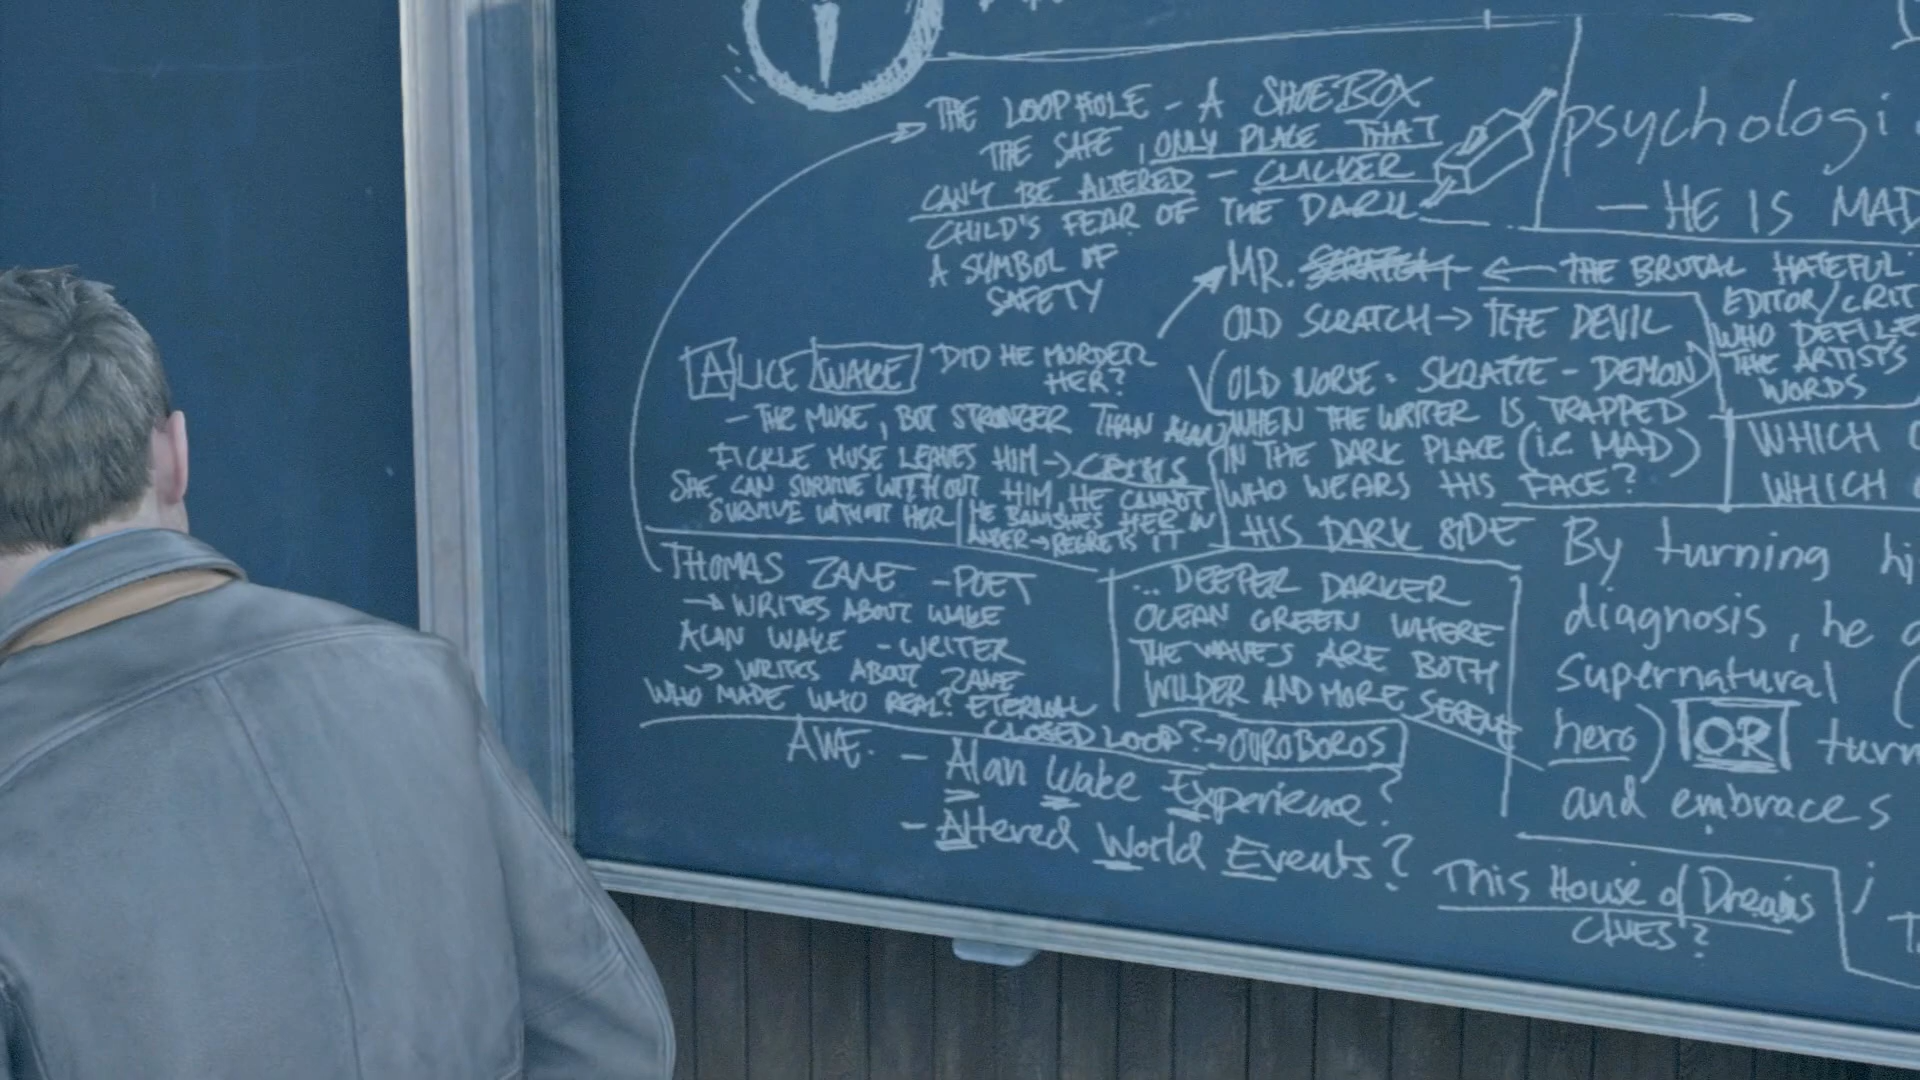 THE LOOPHOLE - A SHOEBOX
THE SAFE, ONLY PLACE THAT
CAN'T BE ALTERED - CLICKER
CHILD'S FEAR OF THE DARK
A SYMBOL OF
SAFETY
psychologi
- HE IS MAD
MR. SCRATCH ← THE BRUTAL HATEFUL
EDITOR/CRIT
WHO DEFILE
THE ARTIST'S
WORDS
OLD SCRATCH → THE DEVIL
(OLD NORSE - SKRATTE - DEMON)
WHEN THE WRITER IS TRAPPED
IN THE DARK PLACE (i.e. MAD)
WHO WEARS HIS FACE?
HIS DARK SIDE
WHICH
WHICH
ALICE WAKE DID HE MURDER
HER?
- THE MUSE, BUT STRONGER THAN ALAN
FICKLE MUSE LEAVES HIM → CRISIS
SHE CAN SURVIVE WITHOUT HIM, HE CANNOT
SURVIVE WITHOUT HER
HE BANISHES HER IN
ANGER → REGRETS IT
THOMAS ZANE - POET
→ WRITES ABOUT WAKE
ALAN WAKE - WRITER
→ WRITES ABOUT ZANE
WHO MADE WHO REAL? ETERNAL
CLOSED LOOP? → OUROBOROS
... DEEPER DARKER
OCEAN GREEN WHERE
THE WAVES ARE BOTH
WILDER AND MORE SERENE
AWE. - Alan Wake Experience?
- Altered World Events?
By turning hi
diagnosis, he
Supernatural (
hero) OR turn
and embraces
This House of Dreams
CLUES?